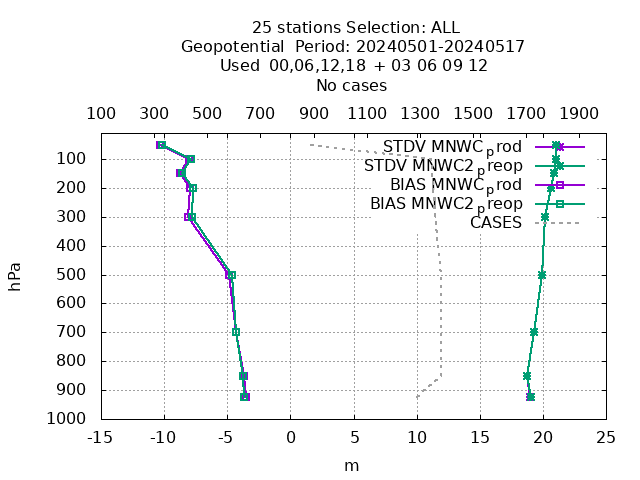 25 stations Selection: ALL
Geopotential  Period: 20240501-20240517
Used  00,06,12,18 + 03 06 09 12
No cases
100 300 500 700 900 1100 1300 1500 1700 1900
STDV MNWC_prod
STDV MNWC2_preop
BIAS MNWC_prod
BIAS MNWC2_preop
CASES
hPa
100
200
300
400
500
600
700
800
900
1000
-15 -10 -5 0 5 10 15 20 25
m